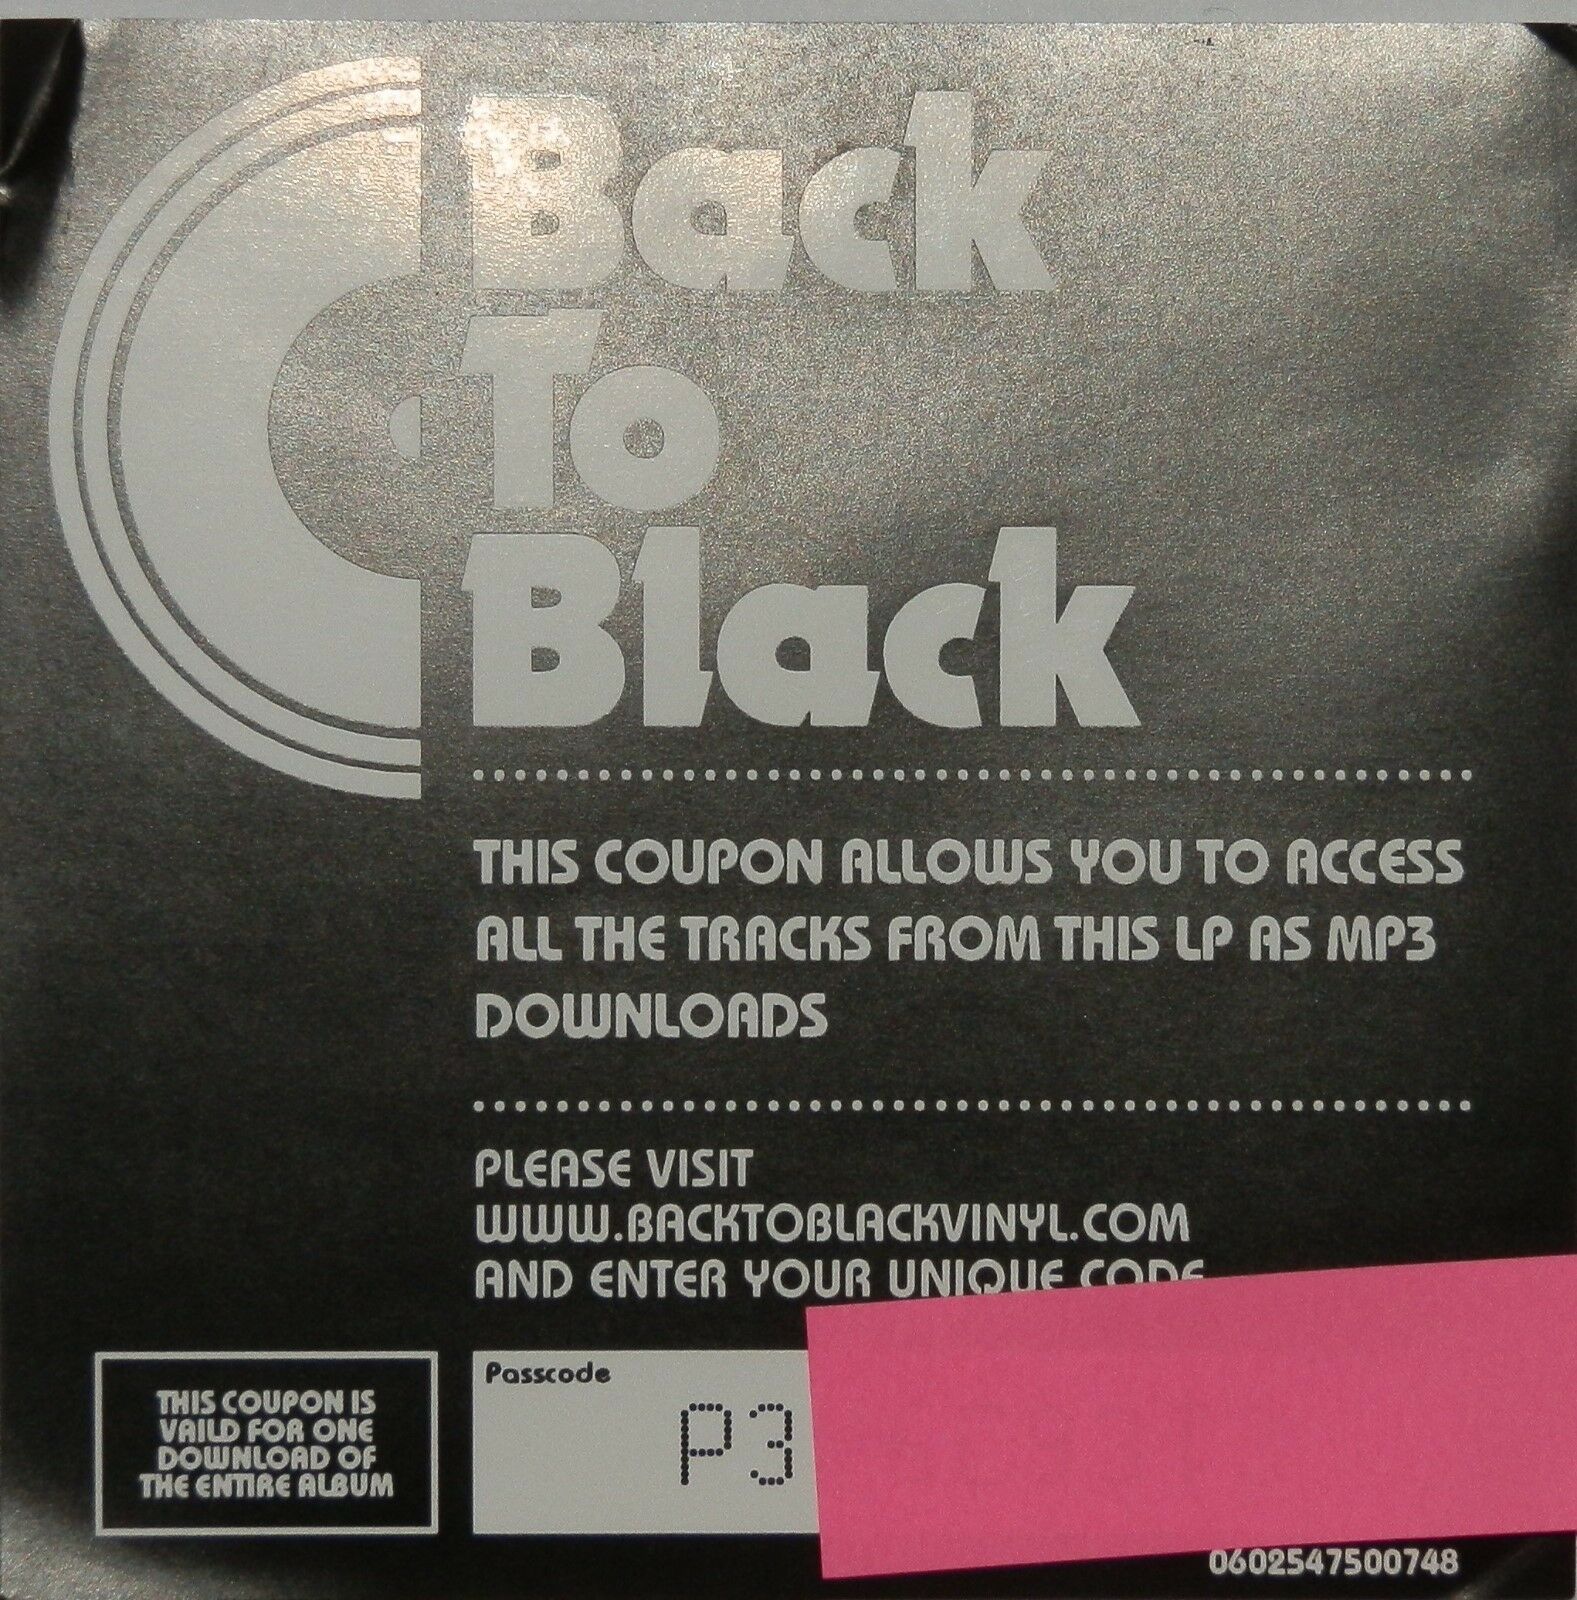 Back
To
Black
THIS COUPON ALLOWS YOU TO ACCESS
ALL THE TRACKS FROM THIS LP AS MP3
DOWNLOADS
PLEASE VISIT
WWW.BACKTOBLACKVINYL.COM
AND ENTER YOUR UNIQUE CODE
THIS COUPON IS
VAILD FOR ONE
DOWNLOAD OF
THE ENTIRE ALBUM
Passcode
P3
0602547500748